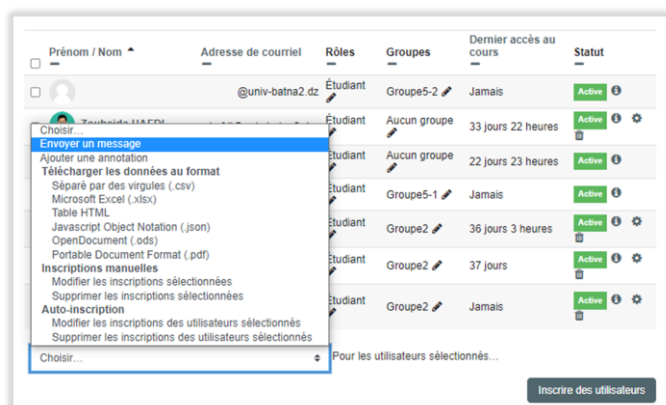 Prénom / Nom Adresse de courriel Rôles Groupes Dernier accès au cours Statut
@univ-batna2.dz Étudiant Groupe5-2 Jamais Active
Étudiant Aucun groupe 33 jours 22 heures Active
Étudiant Aucun groupe 22 jours 23 heures Active
Étudiant Groupe5-1 Jamais Active
Étudiant Groupe2 36 jours 3 heures Active
Étudiant Groupe2 37 jours Active
Étudiant Groupe2 Jamais Active
Choisir...
Envoyer un message
Ajouter une annotation
Télécharger les données au format
Séparé par des virgules (.csv)
Microsoft Excel (.xlsx)
Table HTML
Javascript Object Notation (.json)
OpenDocument (.ods)
Portable Document Format (.pdf)
Inscriptions manuelles
Modifier les inscriptions sélectionnées
Supprimer les inscriptions sélectionnées
Auto-inscription
Modifier les inscriptions des utilisateurs sélectionnés
Supprimer les inscriptions des utilisateurs sélectionnés
Choisir... Pour les utilisateurs sélectionnés...
Inscrire des utilisateurs